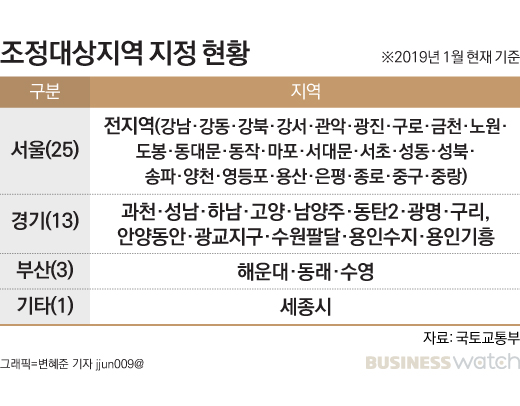 조정대상지역 지정 현황
※2019년 1월 현재 기준
구분 지역
서울(25) 전지역(강남·강동·강북·강서·관악·광진·구로·금천·노원·
도봉·동대문·동작·마포·서대문·서초·성동·성북·
송파·양천·영등포·용산·은평·종로·중구·중랑)
경기(13) 과천·성남·하남·고양·남양주·동탄2·광명·구리,
안양동안·광교지구·수원팔달·용인수지·용인기흥
부산(3) 해운대·동래·수영
기타(1) 세종시
자료: 국토교통부
그래픽=변혜준 기자 jjun009@
BUSINESS watch